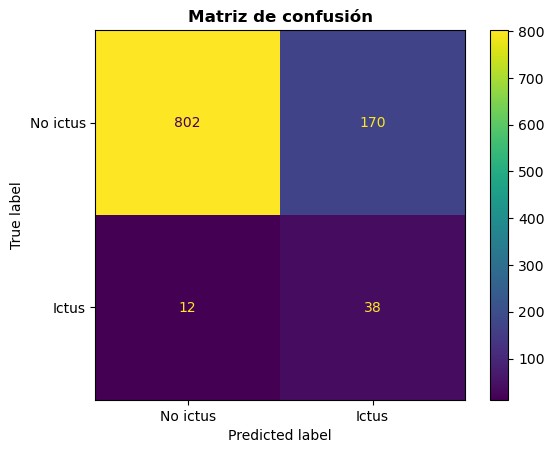 Matriz de confusión
True label
No ictus
Ictus
802
170
12
38
No ictus
Ictus
Predicted label
800
700
600
500
400
300
200
100